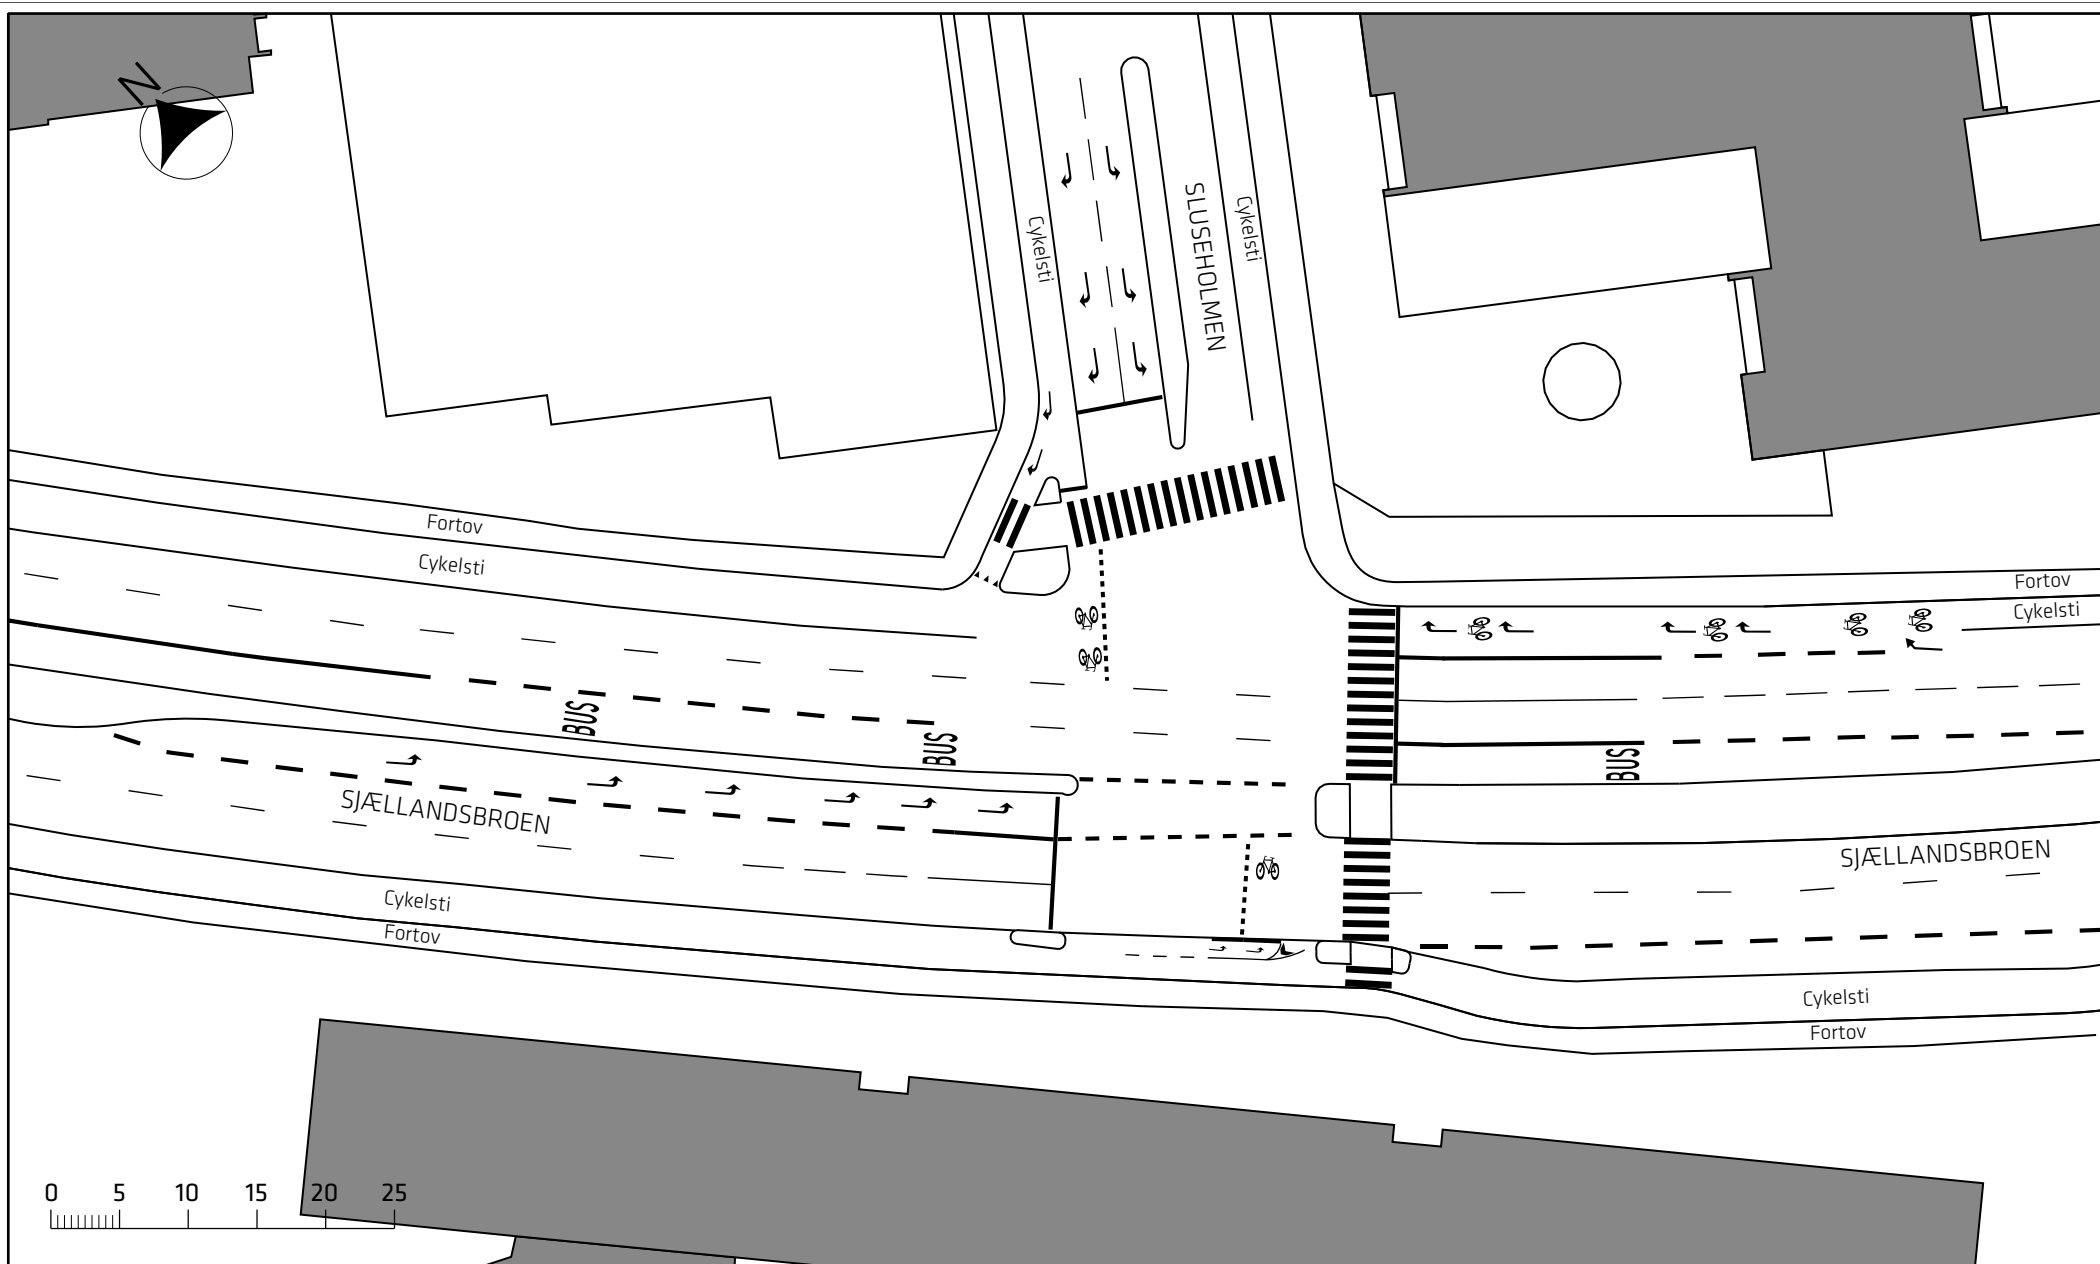 N
Cykelsti
SLUSEHOLMEN
Cykelsti
Fortov
Cykelsti
Fortov
Cykelsti
BUS
BUS
BUS
SJÆLLANDSBROEN
SJÆLLANDSBROEN
Cykelsti
Fortov
Cykelsti
Fortov
0 5 10 15 20 25